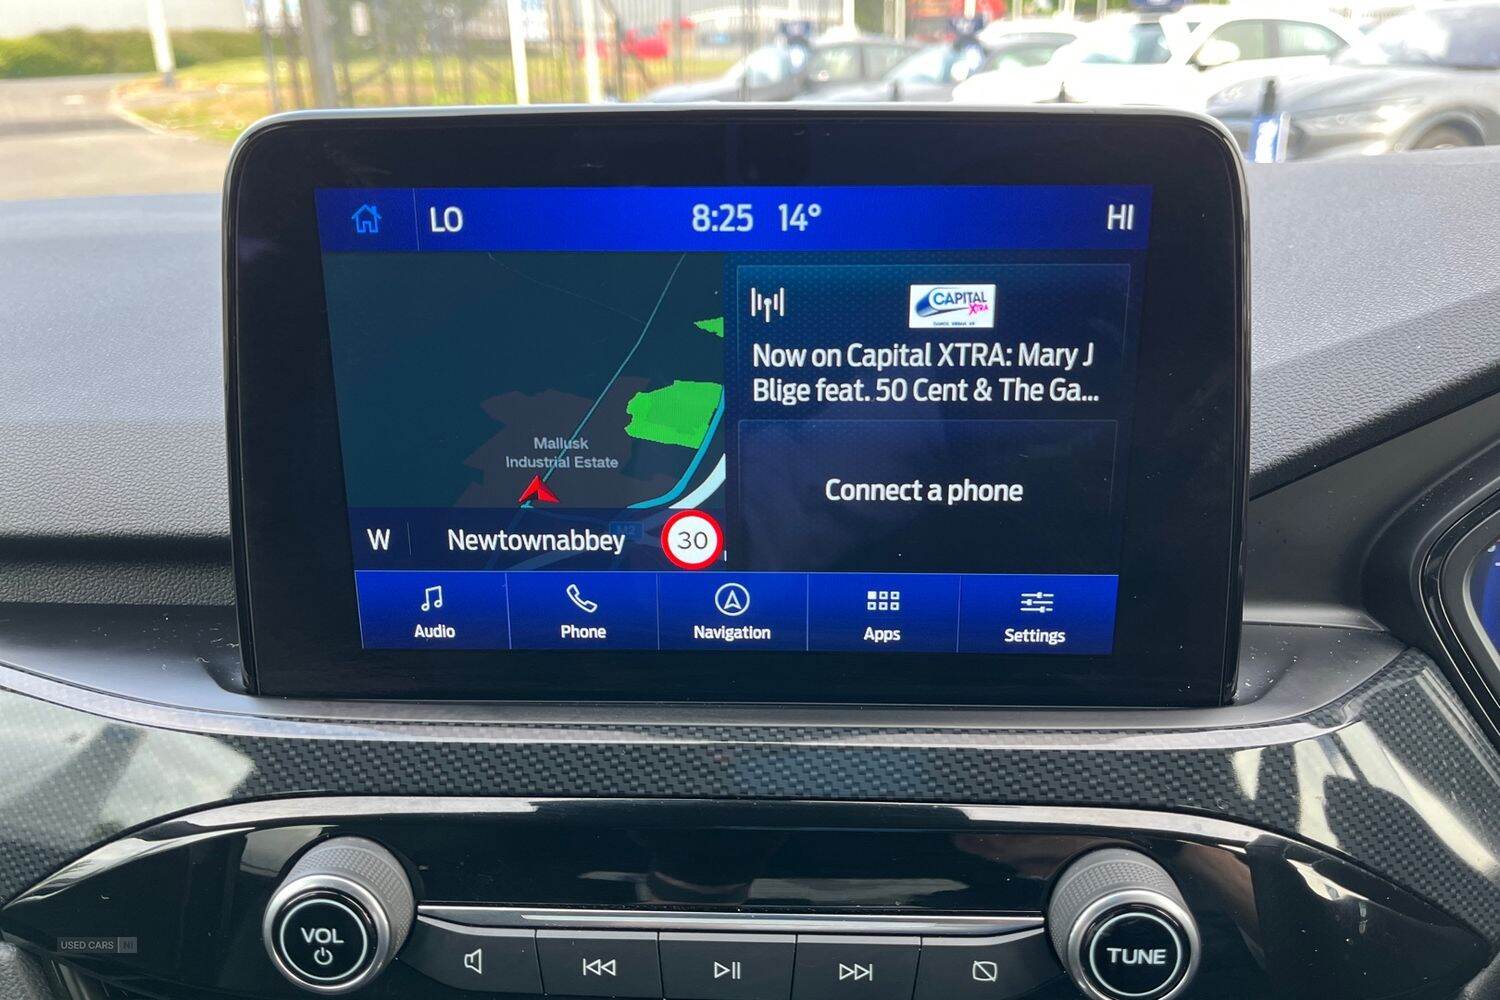 LO
8:25 14°
HI
CAPITAL
XTRA
Now on Capital XTRA: Mary J
Blige feat. 50 Cent & The Ga...
Mallusk
Industrial Estate
Connect a phone
M2
W
Newtownabbey
30
Audio
Phone
Navigation
Apps
Settings
VOL
TUNE
USED CARS NI